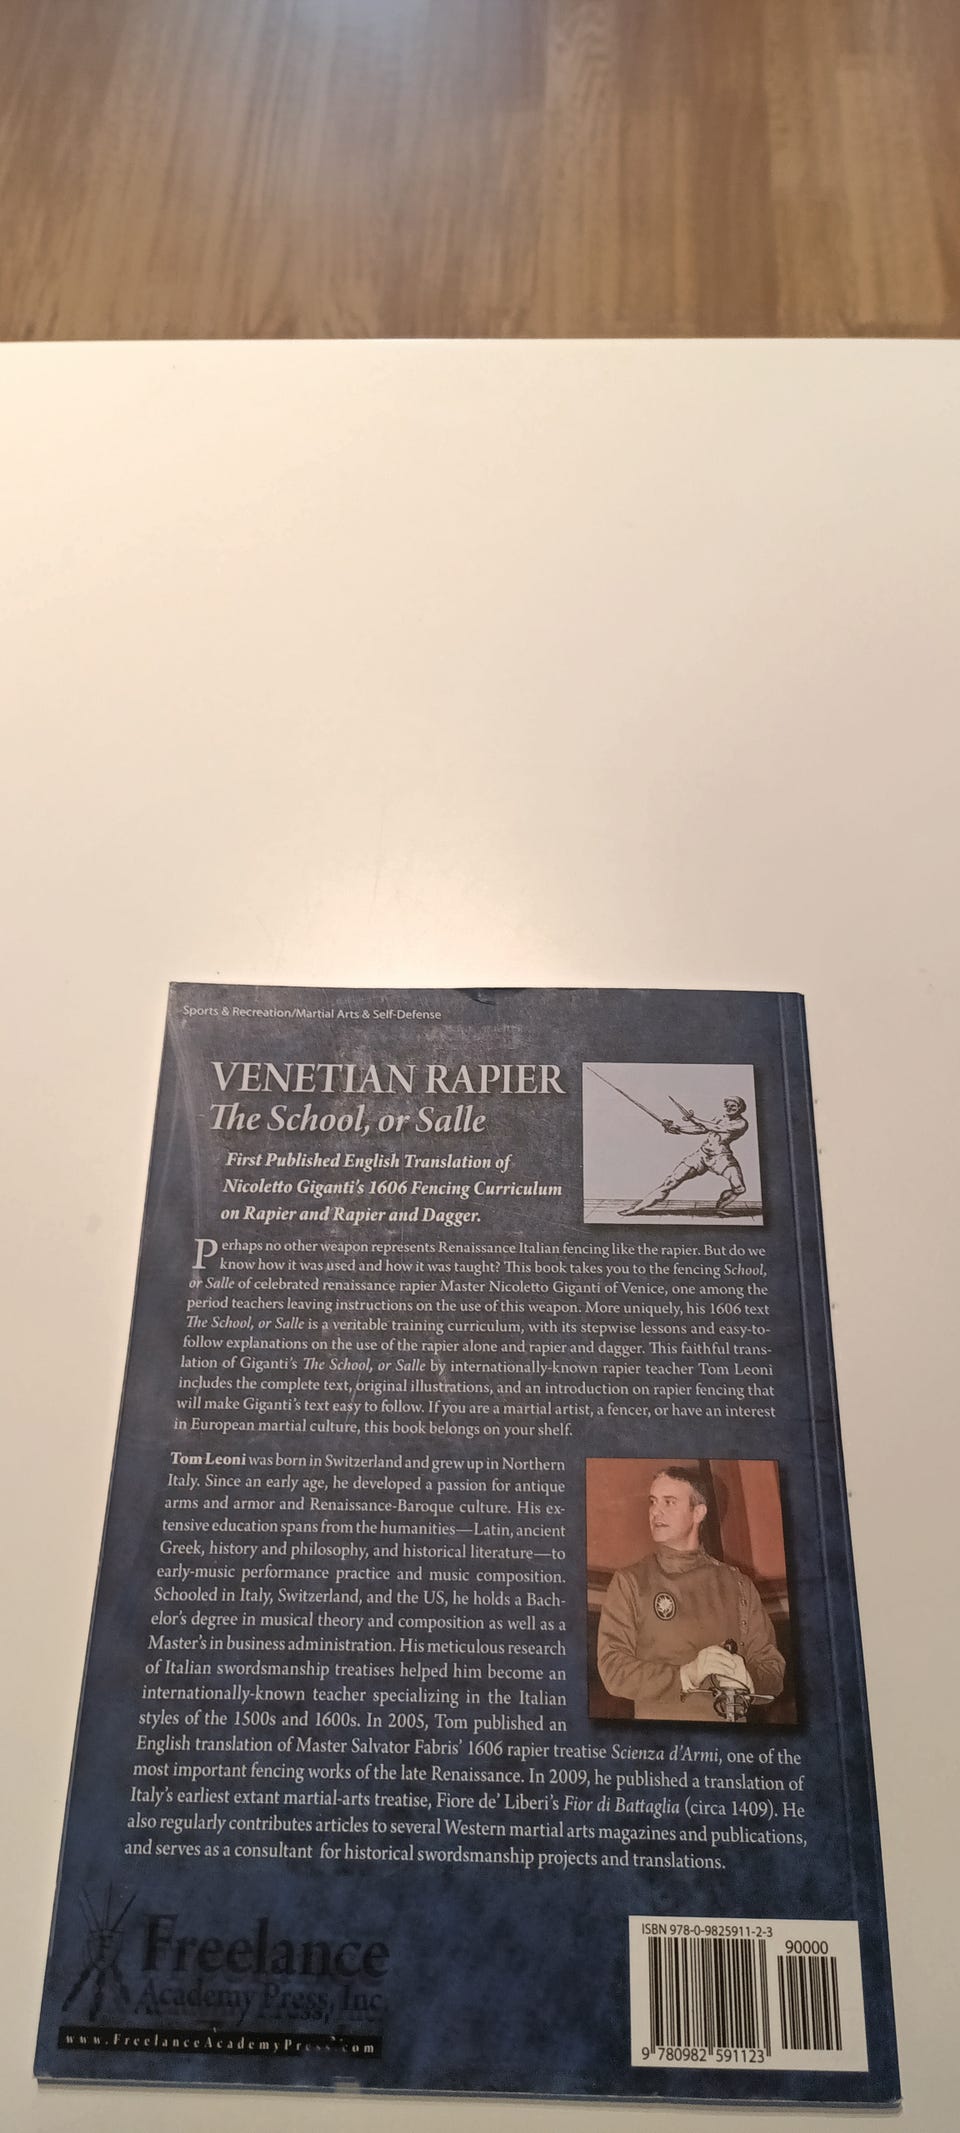 Sports & Recreation/Martial Arts & Self-Defense
VENETIAN RAPIER
The School, or Salle
First Published English Translation of
Nicoletto Giganti's 1606 Fencing Curriculum
on Rapier and Rapier and Dagger.
Perhaps no other weapon represents Renaissance Italian fencing like the rapier. But do we
know how it was used and how it was taught? This book takes you to the fencing School,
or Salle of celebrated renaissance rapier Master Nicoletto Giganti of Venice, one among the
period teachers leaving instructions on the use of this weapon. More uniquely, his 1606 text
The School, or Salle is a veritable training curriculum, with its stepwise lessons and easy-to-
follow explanations on the use of the rapier alone and rapier and dagger. This faithful trans-
lation of Giganti's The School, or Salle by internationally-known rapier teacher Tom Leoni
includes the complete text, original illustrations, and an introduction on rapier fencing that
will make Giganti's text easy to follow. If you are a martial artist, a fencer, or have an interest
in European martial culture, this book belongs on your shelf.
Tom Leoni was born in Switzerland and grew up in Northern
Italy. Since an early age, he developed a passion for antique
arms and armor and Renaissance-Baroque culture. His ex-
tensive education spans from the humanities—Latin, ancient
Greek, history and philosophy, and historical literature—to
early-music performance practice and music composition.
Schooled in Italy, Switzerland, and the US, he holds a Bach-
elor's degree in musical theory and composition as well as a
Master's in business administration. His meticulous research
of Italian swordsmanship treatises helped him become an
internationally-known teacher specializing in the Italian
styles of the 1500s and 1600s. In 2005, Tom published an
English translation of Master Salvator Fabris' 1606 rapier treatise Scienza d'Armi, one of the
most important fencing works of the late Renaissance. In 2009, he published a translation of
Italy's earliest extant martial-arts treatise, Fiore de' Liberi's Fior di Battaglia (circa 1409). He
also regularly contributes articles to several Western martial arts magazines and publications,
and serves as a consultant for historical swordsmanship projects and translations.
Freelance
Academy Press, Inc.
www.FreelanceAcademyPress.com
ISBN 978-0-9825911-2-3
90000
9 780982 591123